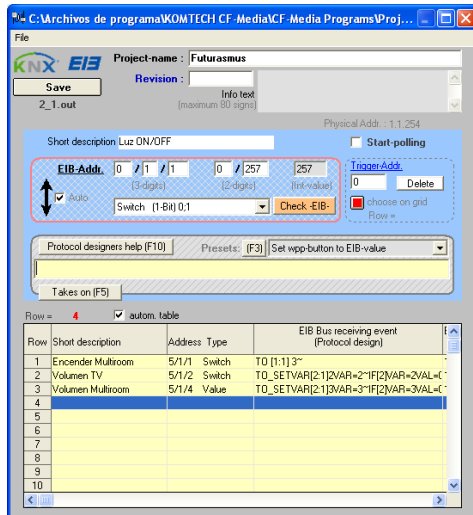 C:\Archivos de programa\KOMTECH CF-Media\CF-Media Programs\Proj...
File
KNX EIB
Project-name : Futurasmus
Revision :
Save
Info text
2_1.out
(maximum 80 signs)
Physical Addr. : 1.1.254
Short description Luz ON/OFF
Start-polling
EIB-Addr. 0 / 1 / 1 0 / 257 257
(3-digits) (2-digits) (Int-value)
Auto
Switch (1-Bit) 0;1 Check -EIB-
Trigger-Addr.
0 Delete
choose on grid
Row =
Protocol designers help (F10) Presets: (F3) Set wpp-button to EIB-value
Takes on (F5)
Row = 4 autom. table
Row Short description Address Type EIB Bus receiving event (Protocol design) E
1 Encender Multiroom 5/1/1 Switch TO [1:1] 3~
2 Volumen TV 5/1/2 Switch TO_SETVAR[2:1]2VAR=2~IF[2]VAR=2VAL=0
3 Volumen Multiroom 5/1/4 Value TO_SETVAR[2:1]3VAR=3~IF[2]VAR=3VAL=0
4
5
6
7
8
9
10